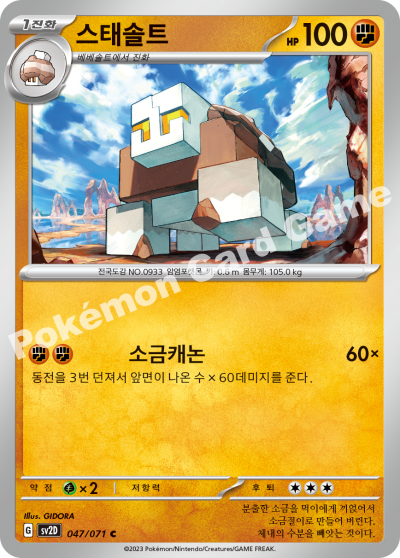 1진화
스태솔트
HP 100
베베솔트에서 진화
전국도감 NO.0933 암염포켓몬 키: 0.6 m 몸무게: 105.0 kg
Pokémon Card Game
소금캐논 60×
동전을 3번 던져서 앞면이 나온 수 × 60데미지를 준다.
약점 ×2 저항력 후퇴
Illus. GIDORA
G sv2D 047/071 C
분출한 소금을 먹이에게 끼얹어서
소금절이로 만들어 버린다.
체내의 수분을 빼앗는 것이다.
©2023 Pokémon/Nintendo/Creatures/GAME FREAK.